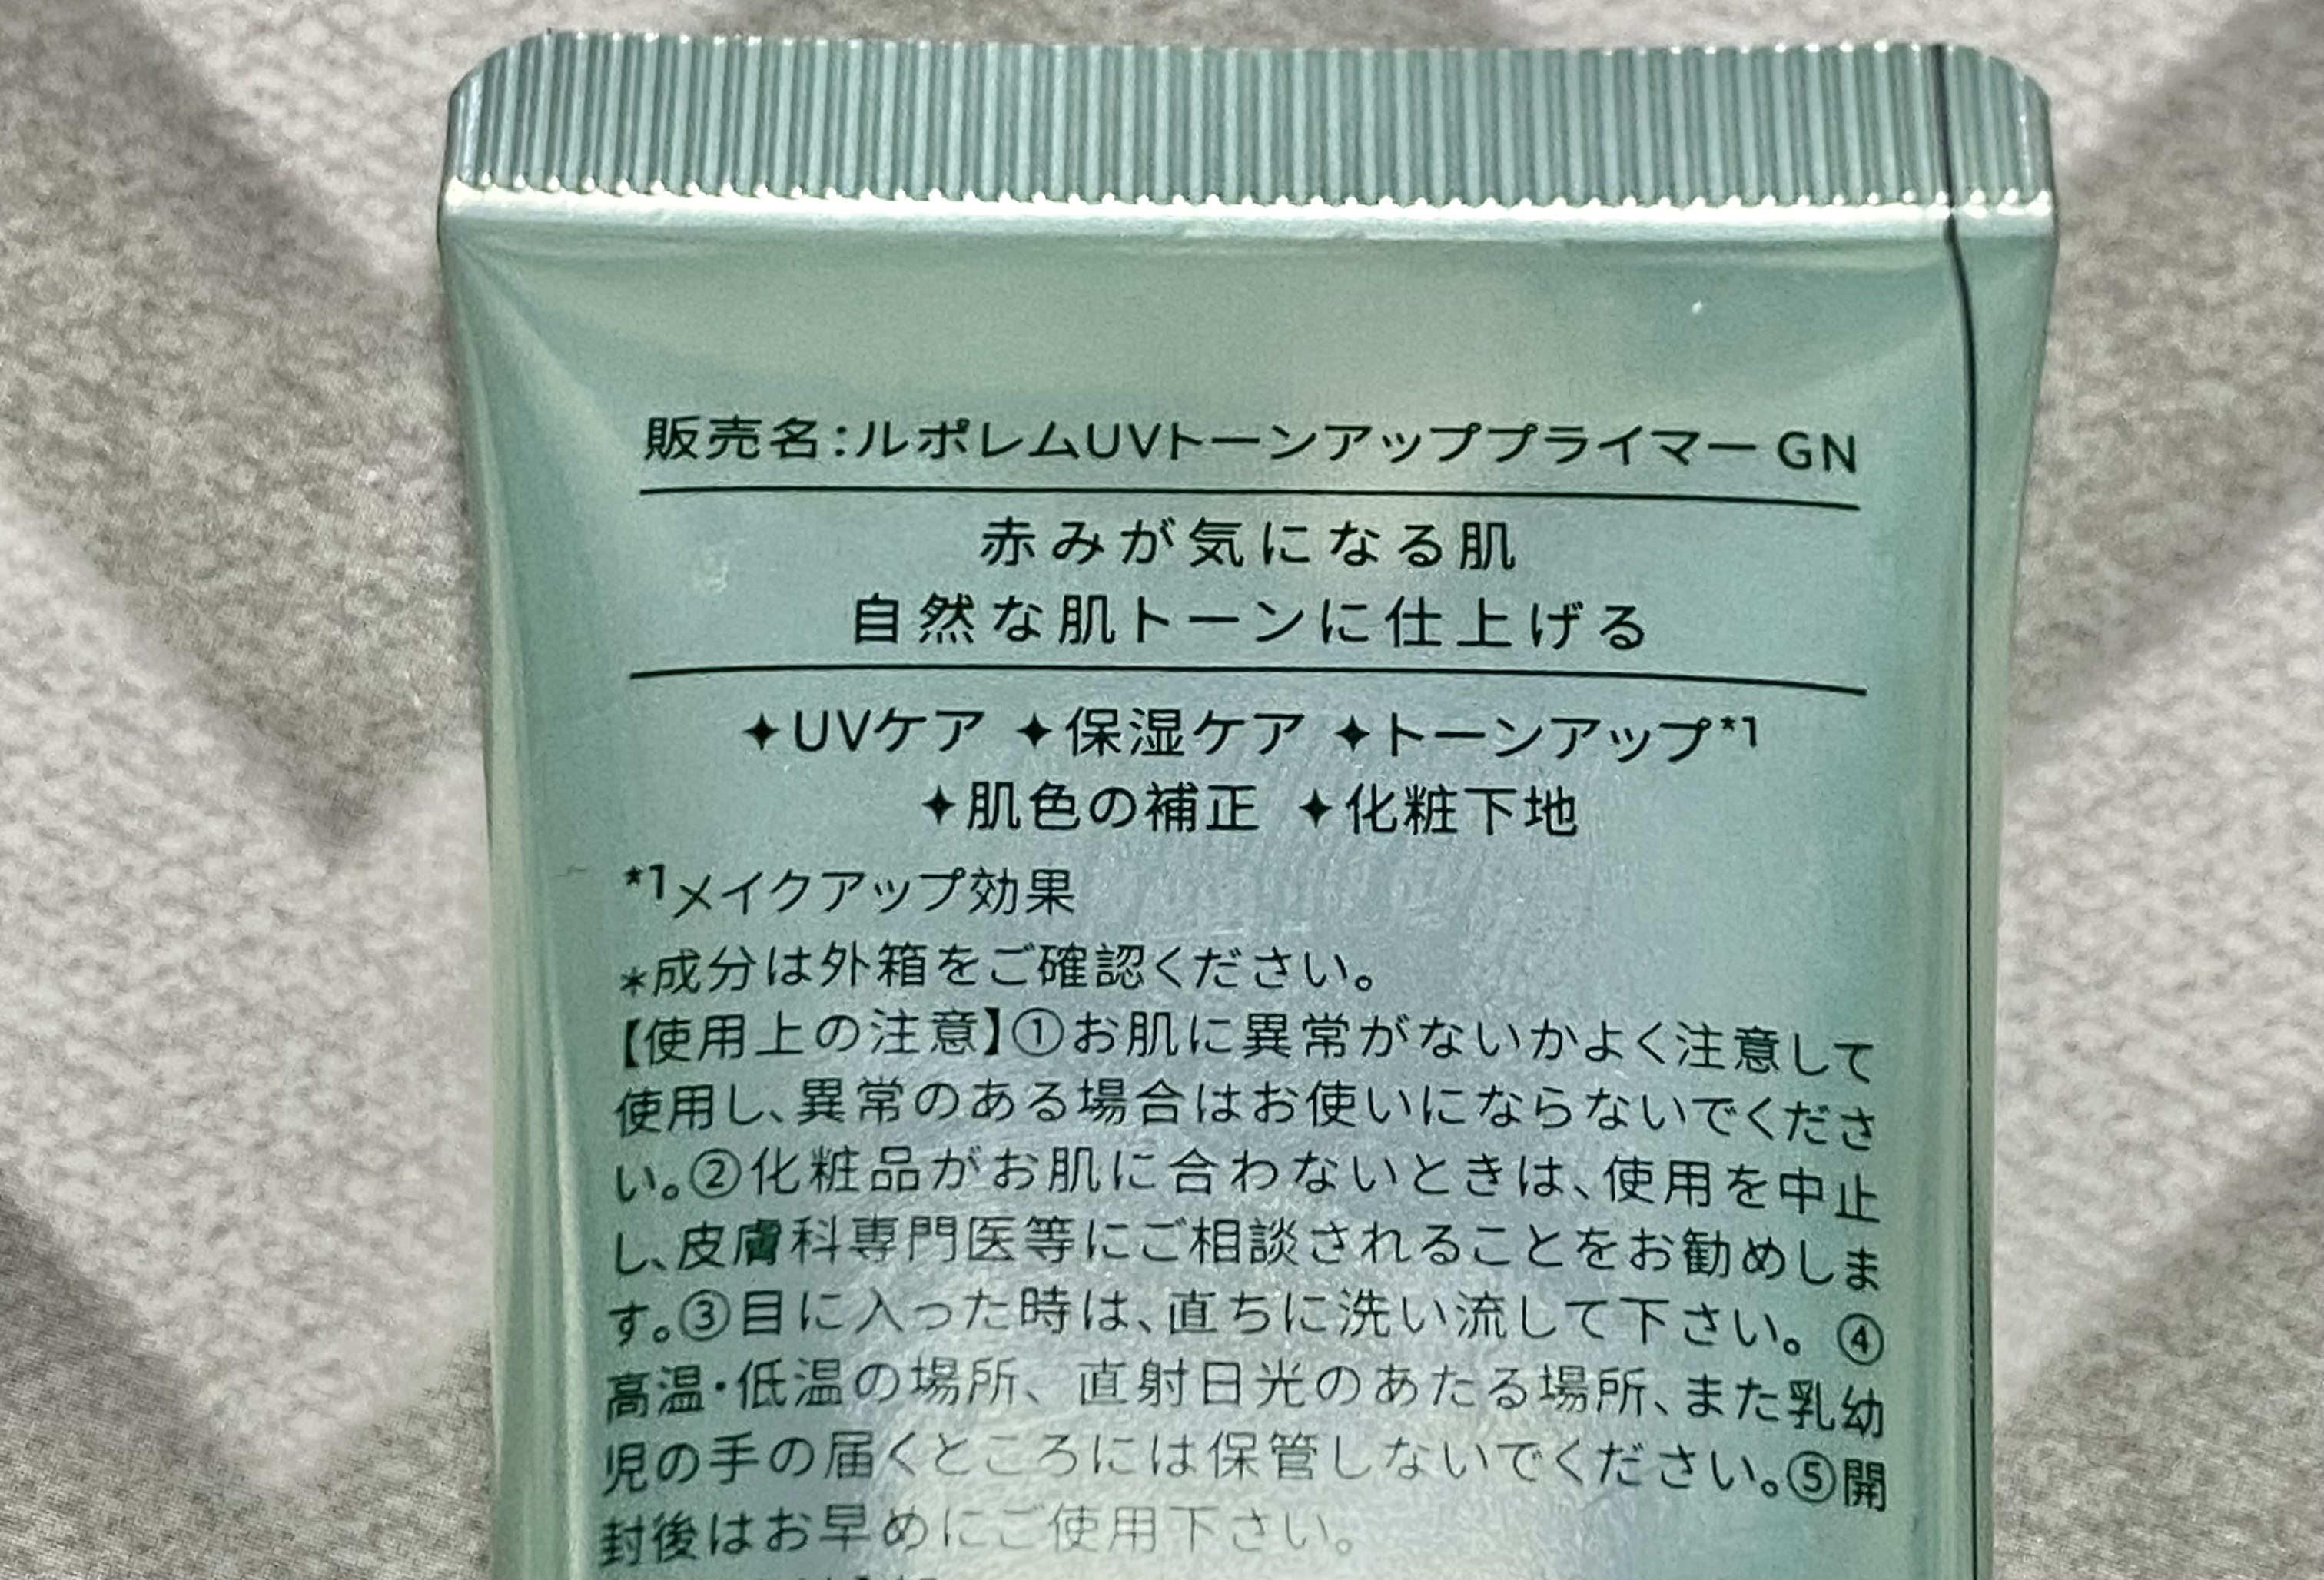 販売名:ルポレムUVトーンアッププライマー GN
赤みが気になる肌
自然な肌トーンに仕上げる
✦UVケア ✦保湿ケア ✦トーンアップ*1
✦肌色の補正 ✦化粧下地
*1メイクアップ効果
*成分は外箱をご確認ください。
【使用上の注意】①お肌に異常がないかよく注意して
使用し、異常のある場合はお使いにならないでくださ
い。②化粧品がお肌に合わないときは、使用を中止
し、皮膚科専門医等にご相談されることをお勧めしま
す。③目に入った時は、直ちに洗い流して下さい。④
高温・低温の場所、直射日光のあたる場所、また乳幼
児の手の届くところには保管しないでください。⑤開
封後はお早めにご使用下さい。